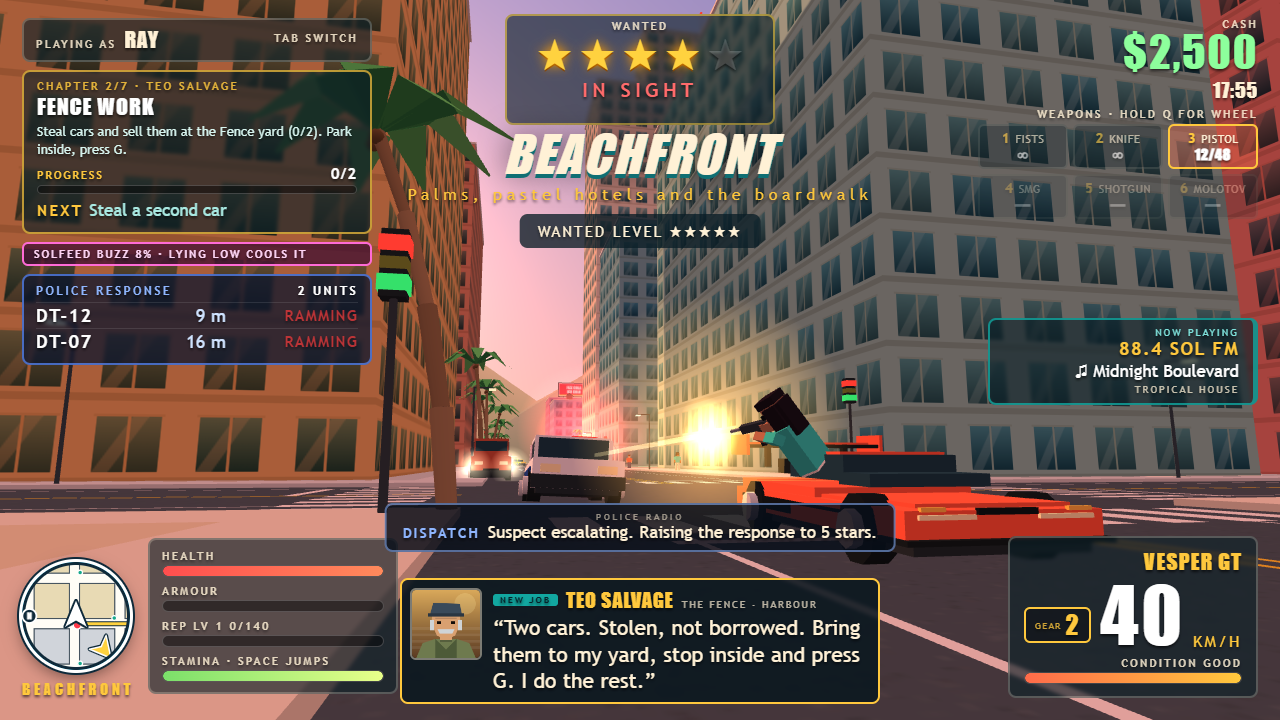 PLAYING AS RAY TAB SWITCH
CHAPTER 2/7 · TEO SALVAGE
FENCE WORK
Steal cars and sell them at the Fence yard (0/2). Park
inside, press G.
PROGRESS 0/2
NEXT Steal a second car
SOLFEED BUZZ 8% · LYING LOW COOLS IT
POLICE RESPONSE 2 UNITS
DT-12 9 m RAMMING
DT-07 16 m RAMMING
WANTED
★★★★★
IN SIGHT
BEACHFRONT
Palms, pastel hotels and the boardwalk
WANTED LEVEL ★★★★★
CASH
$2,500
17:55
WEAPONS · HOLD Q FOR WHEEL
1 FISTS ∞
2 KNIFE ∞
3 PISTOL 12/48
4 SMG —
5 SHOTGUN —
6 MOLOTOV —
NOW PLAYING
88.4 SOL FM
♫ Midnight Boulevard
TROPICAL HOUSE
POLICE RADIO
DISPATCH Suspect escalating. Raising the response to 5 stars.
BEACHFRONT
HEALTH
ARMOUR
REP LV 1 0/140
STAMINA · SPACE JUMPS
NEW JOB TEO SALVAGE THE FENCE · HARBOUR
“Two cars. Stolen, not borrowed. Bring
them to my yard, stop inside and press
G. I do the rest.”
VESPER GT
GEAR 2 40 KM/H
CONDITION GOOD